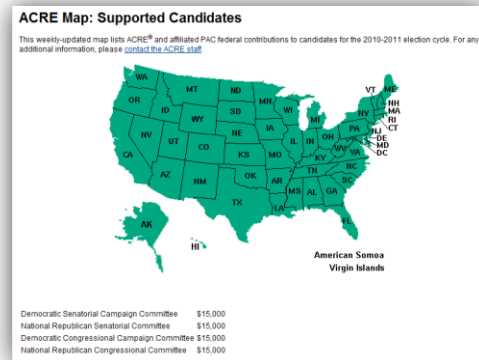 ACRE Map: Supported Candidates
This weekly-updated map lists ACRE® and affiliated PAC federal contributions to candidates for the 2010-2011 election cycle. For any
additional information, please contact the ACRE staff.
WA
MT
ND
MN
VT
ME
OR
ID
SD
WI
MI
NY
NH
MA
RI
CT
WY
NE
IA
PA
NJ
DE
MD
DC
NV
UT
CO
IL
IN
OH
WV
VA
CA
KS
MO
KY
NC
AZ
NM
OK
AR
TN
SC
TX
LA
MS
AL
GA
FL
AK
HI
American Somoa
Virgin Islands
Democratic Senatorial Campaign Committee $15,000
National Republican Senatorial Committee $15,000
Democratic Congressional Campaign Committee $15,000
National Republican Congressional Committee $15,000